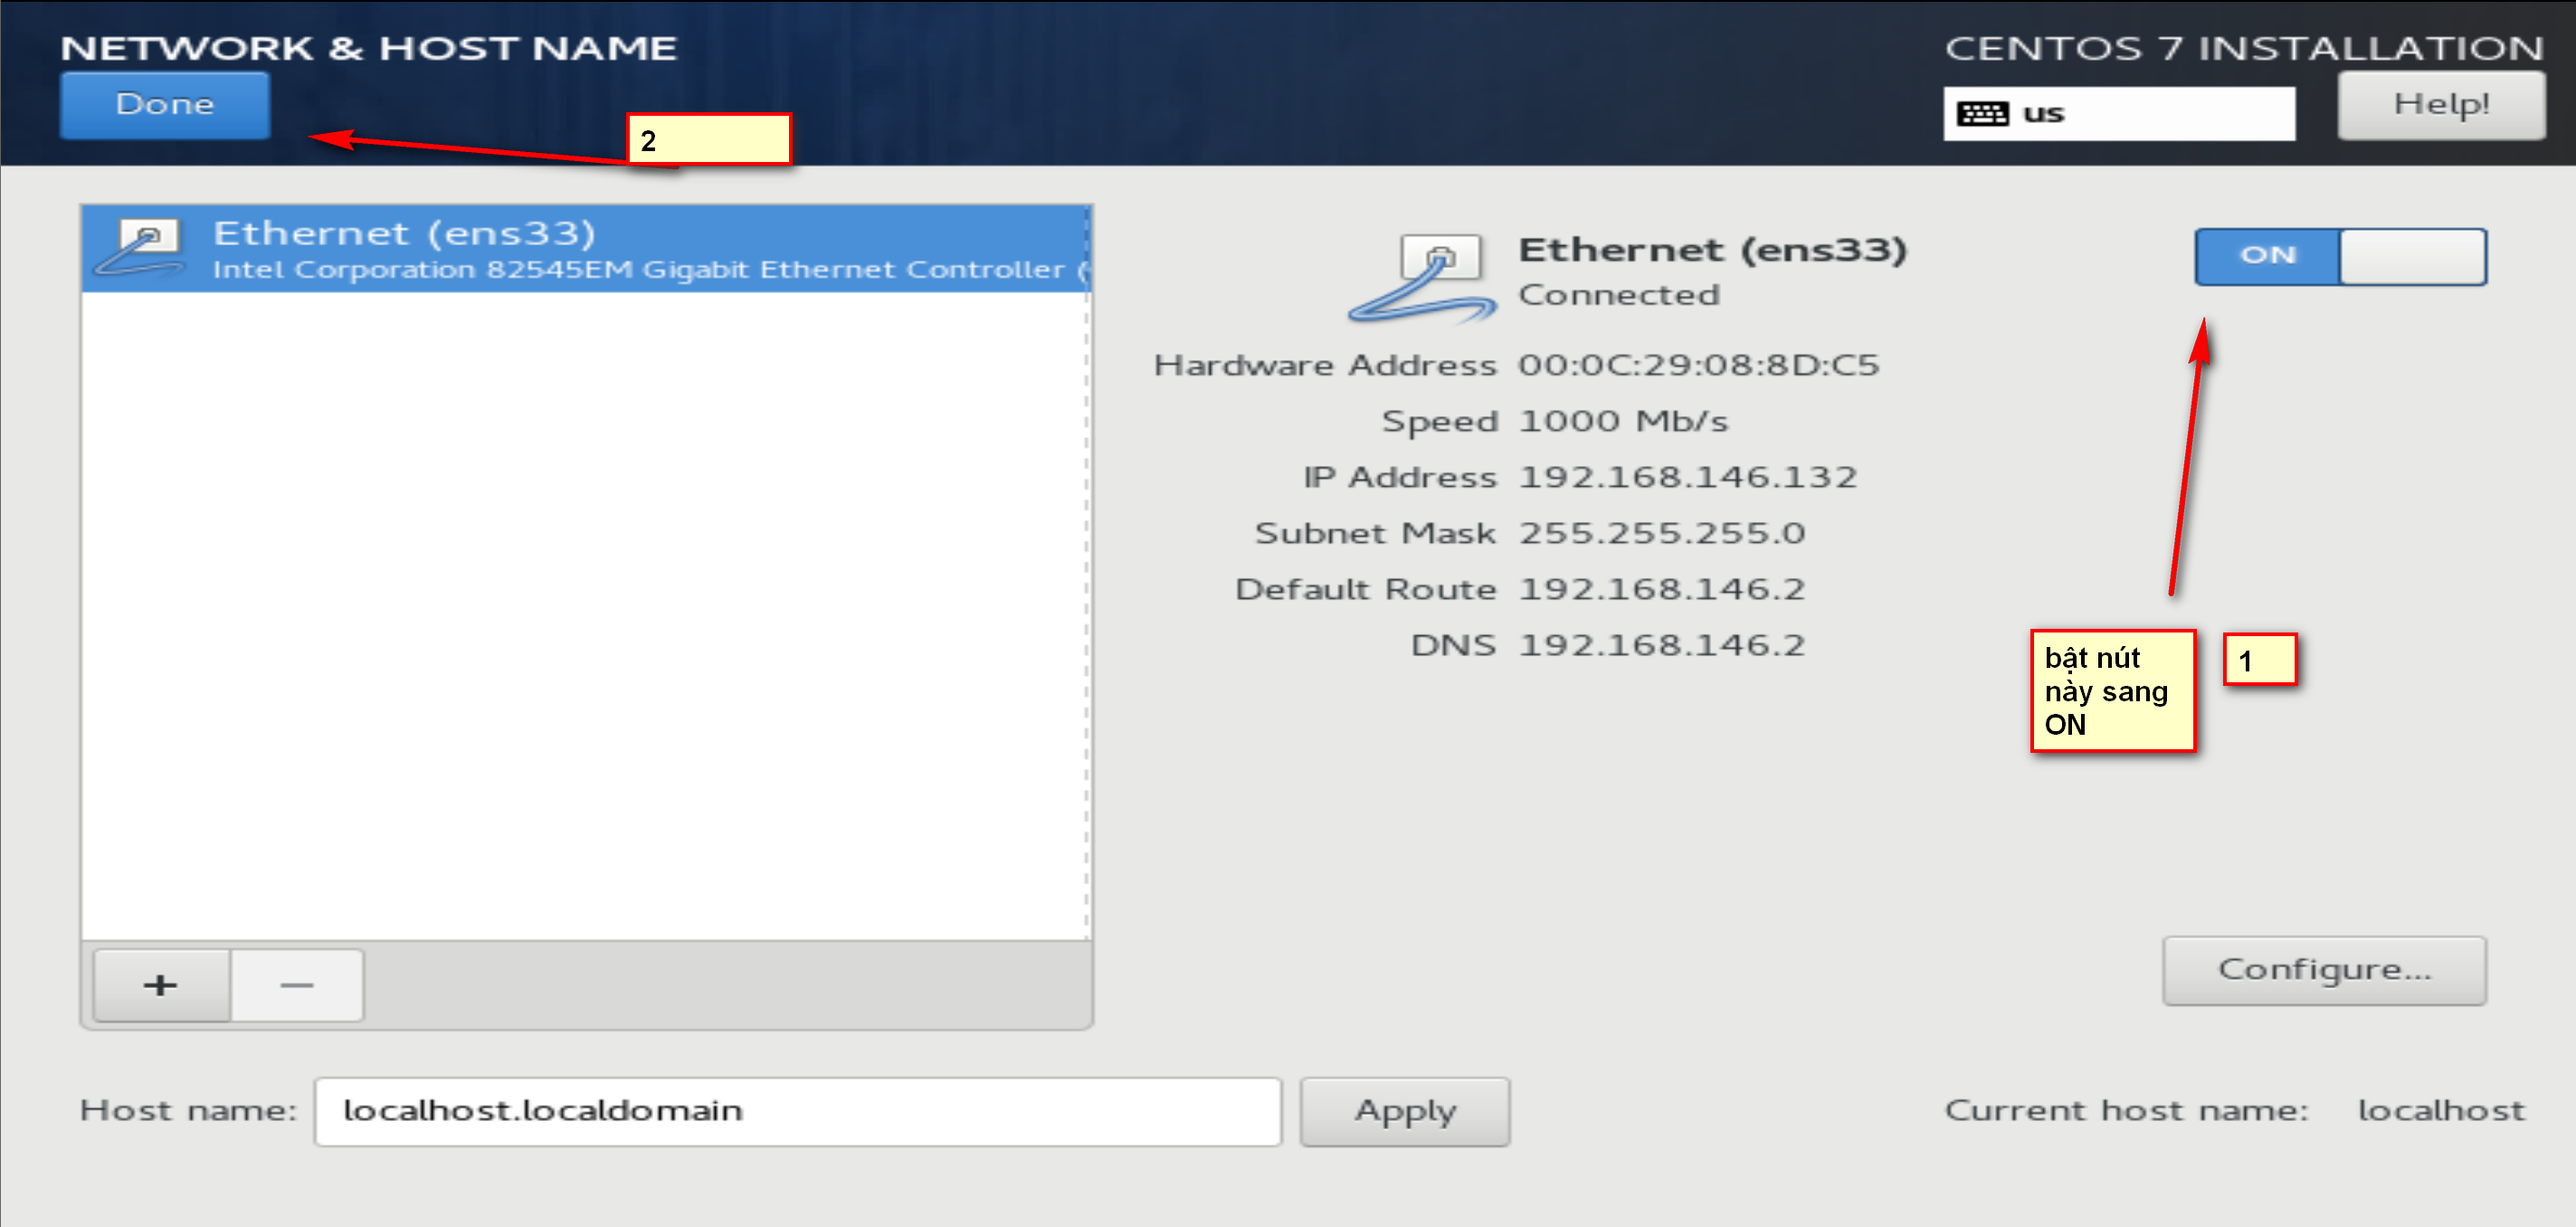 NETWORK & HOST NAME
CENTOS 7 INSTALLATION
Done
us
Help!
2
Ethernet (ens33)
Intel Corporation 82545EM Gigabit Ethernet Controller (
Ethernet (ens33)
Connected
ON
Hardware Address 00:0C:29:08:8D:C5
Speed 1000 Mb/s
IP Address 192.168.146.132
Subnet Mask 255.255.255.0
Default Route 192.168.146.2
DNS 192.168.146.2
bật nút
này sang
ON
1
+ −
Configure...
Host name: localhost.localdomain Apply
Current host name: localhost